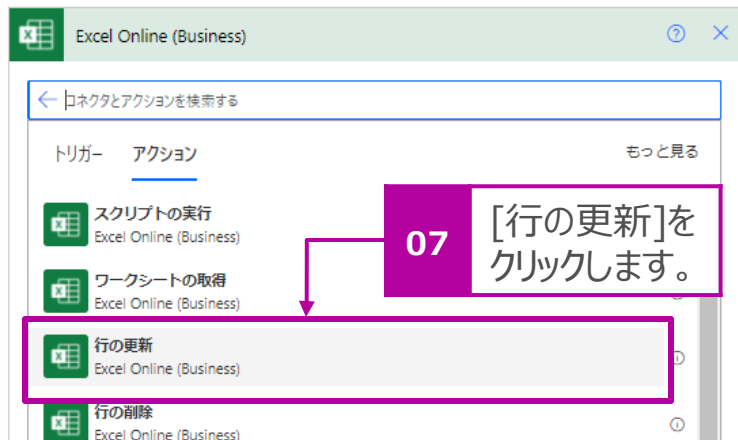 Excel Online (Business)
コネクタとアクションを検索する
トリガー アクション もっと見る
スクリプトの実行
Excel Online (Business)
07
[行の更新]を
クリックします。
ワークシートの取得
Excel Online (Business)
行の更新
Excel Online (Business)
行の削除
Excel Online (Business)